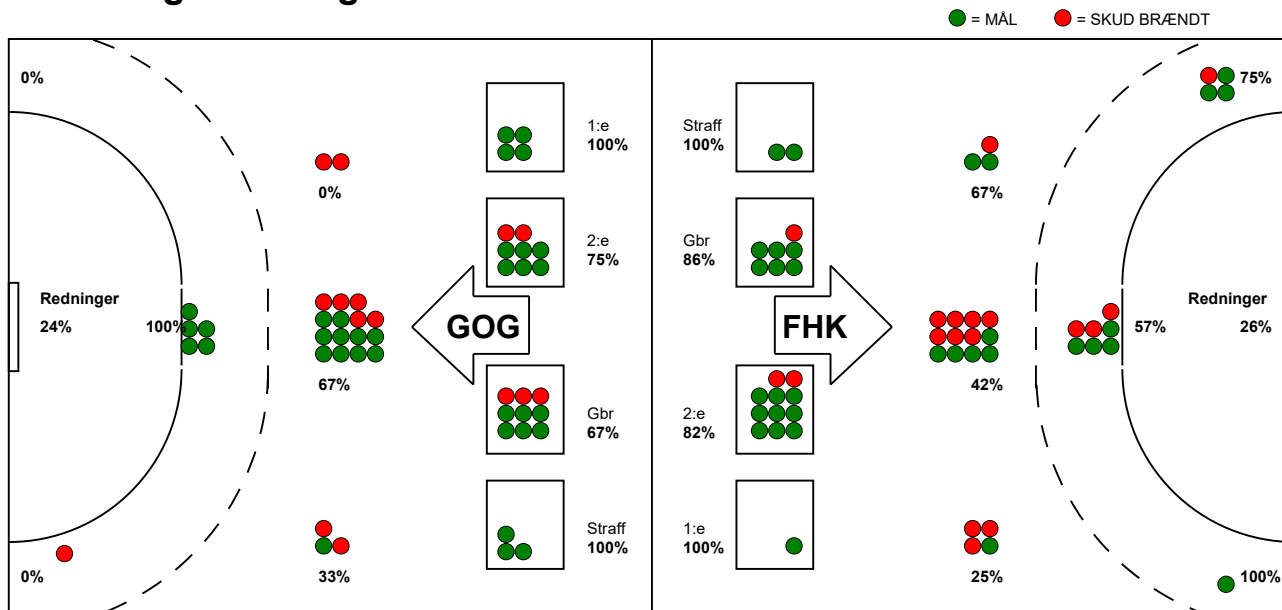 = MÅL = SKUD BRÆNDT
0%
75%
1:e
100%
Straff
100%
0%
67%
2:e
75%
Gbr
86%
Redninger
24%
100%
GOG
FHK
57%
Redninger
26%
67%
42%
Gbr
67%
2:e
82%
Straff
100%
1:e
100%
0%
33%
25%
100%